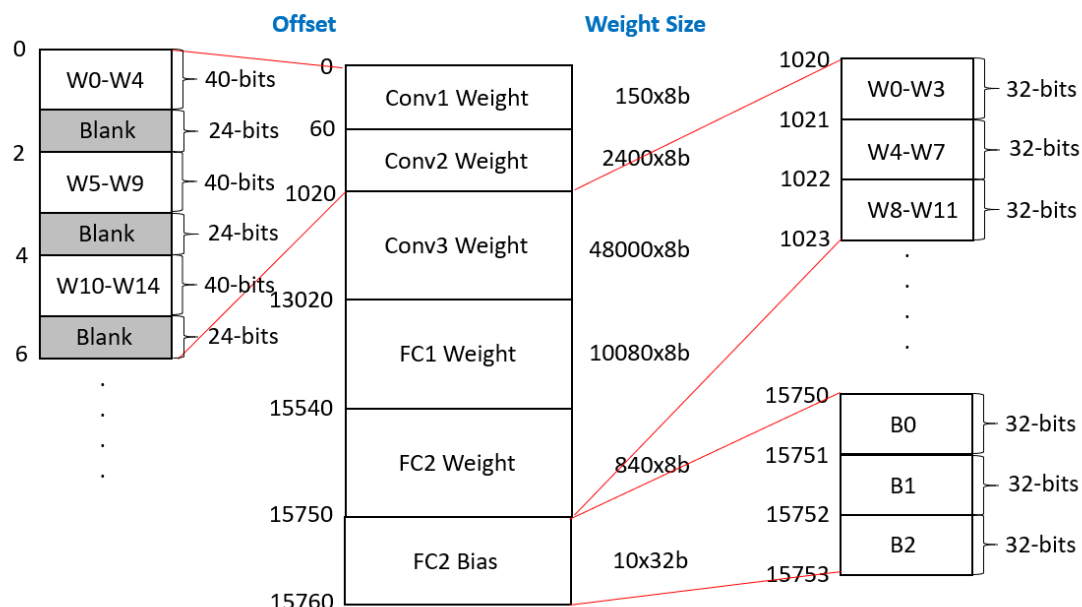 Offset
Weight Size
0
W0-W4
40-bits
Blank
24-bits
2
W5-W9
40-bits
Blank
24-bits
4
W10-W14
40-bits
Blank
24-bits
6
.
.
.
.
0
Conv1 Weight
150x8b
60
Conv2 Weight
2400x8b
1020
Conv3 Weight
48000x8b
13020
FC1 Weight
10080x8b
15540
FC2 Weight
840x8b
15750
FC2 Bias
10x32b
15760
1020
W0-W3
32-bits
1021
W4-W7
32-bits
1022
W8-W11
32-bits
1023
.
.
.
.
15750
B0
32-bits
15751
B1
32-bits
15752
B2
32-bits
15753